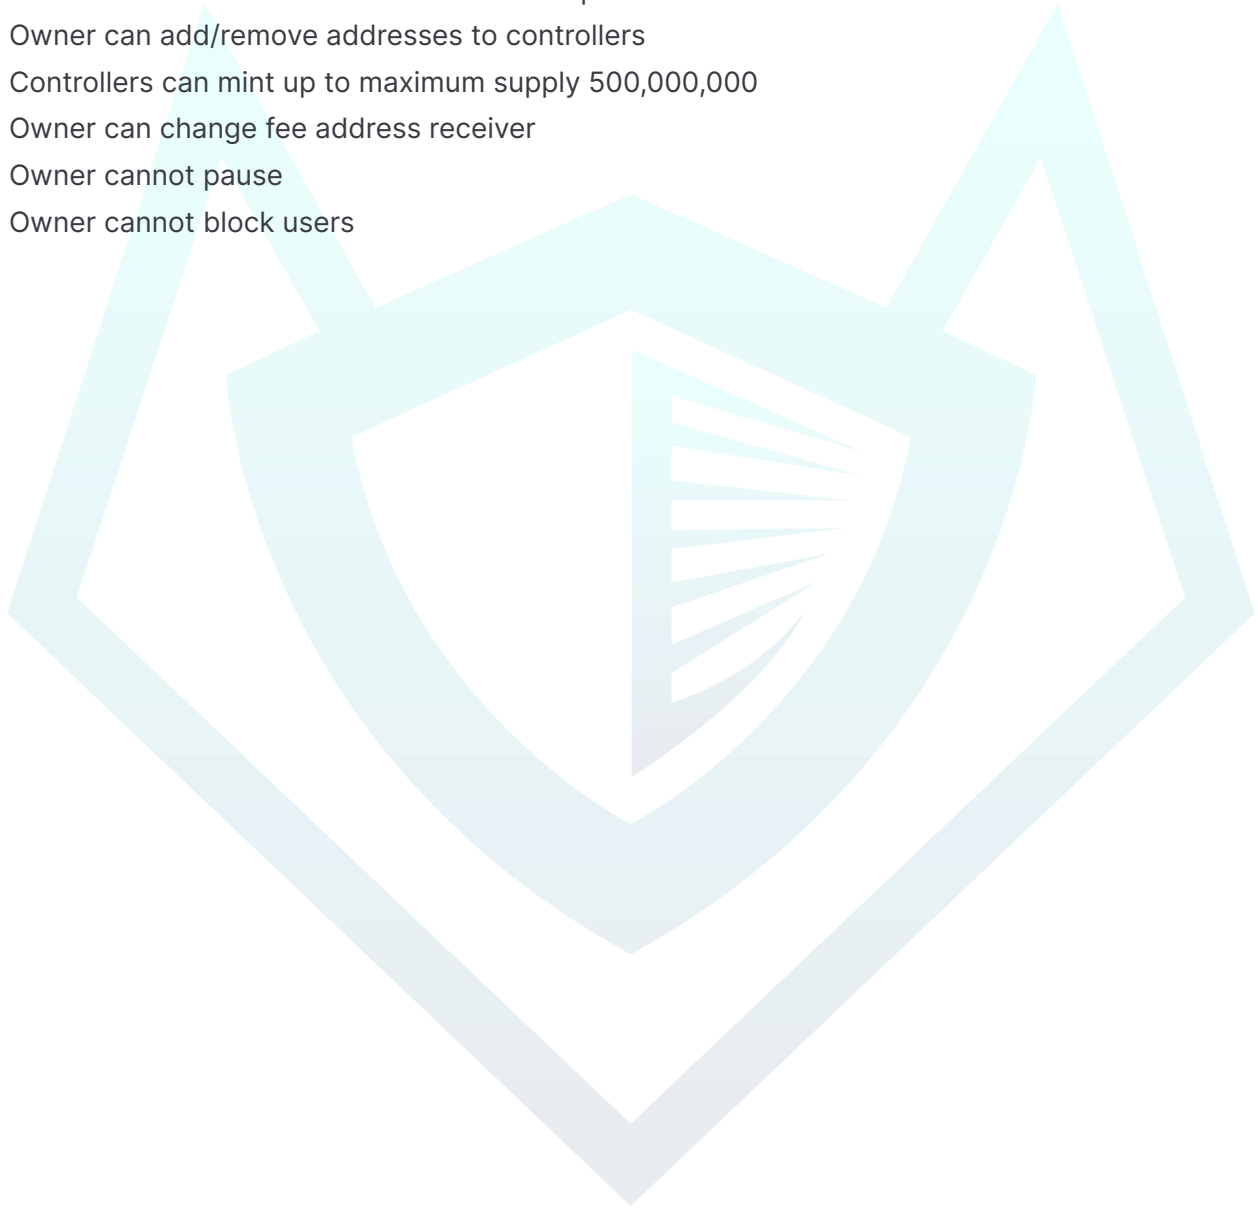 Owner can add/remove addresses to controllers
Controllers can mint up to maximum supply 500,000,000
Owner can change fee address receiver
Owner cannot pause
Owner cannot block users